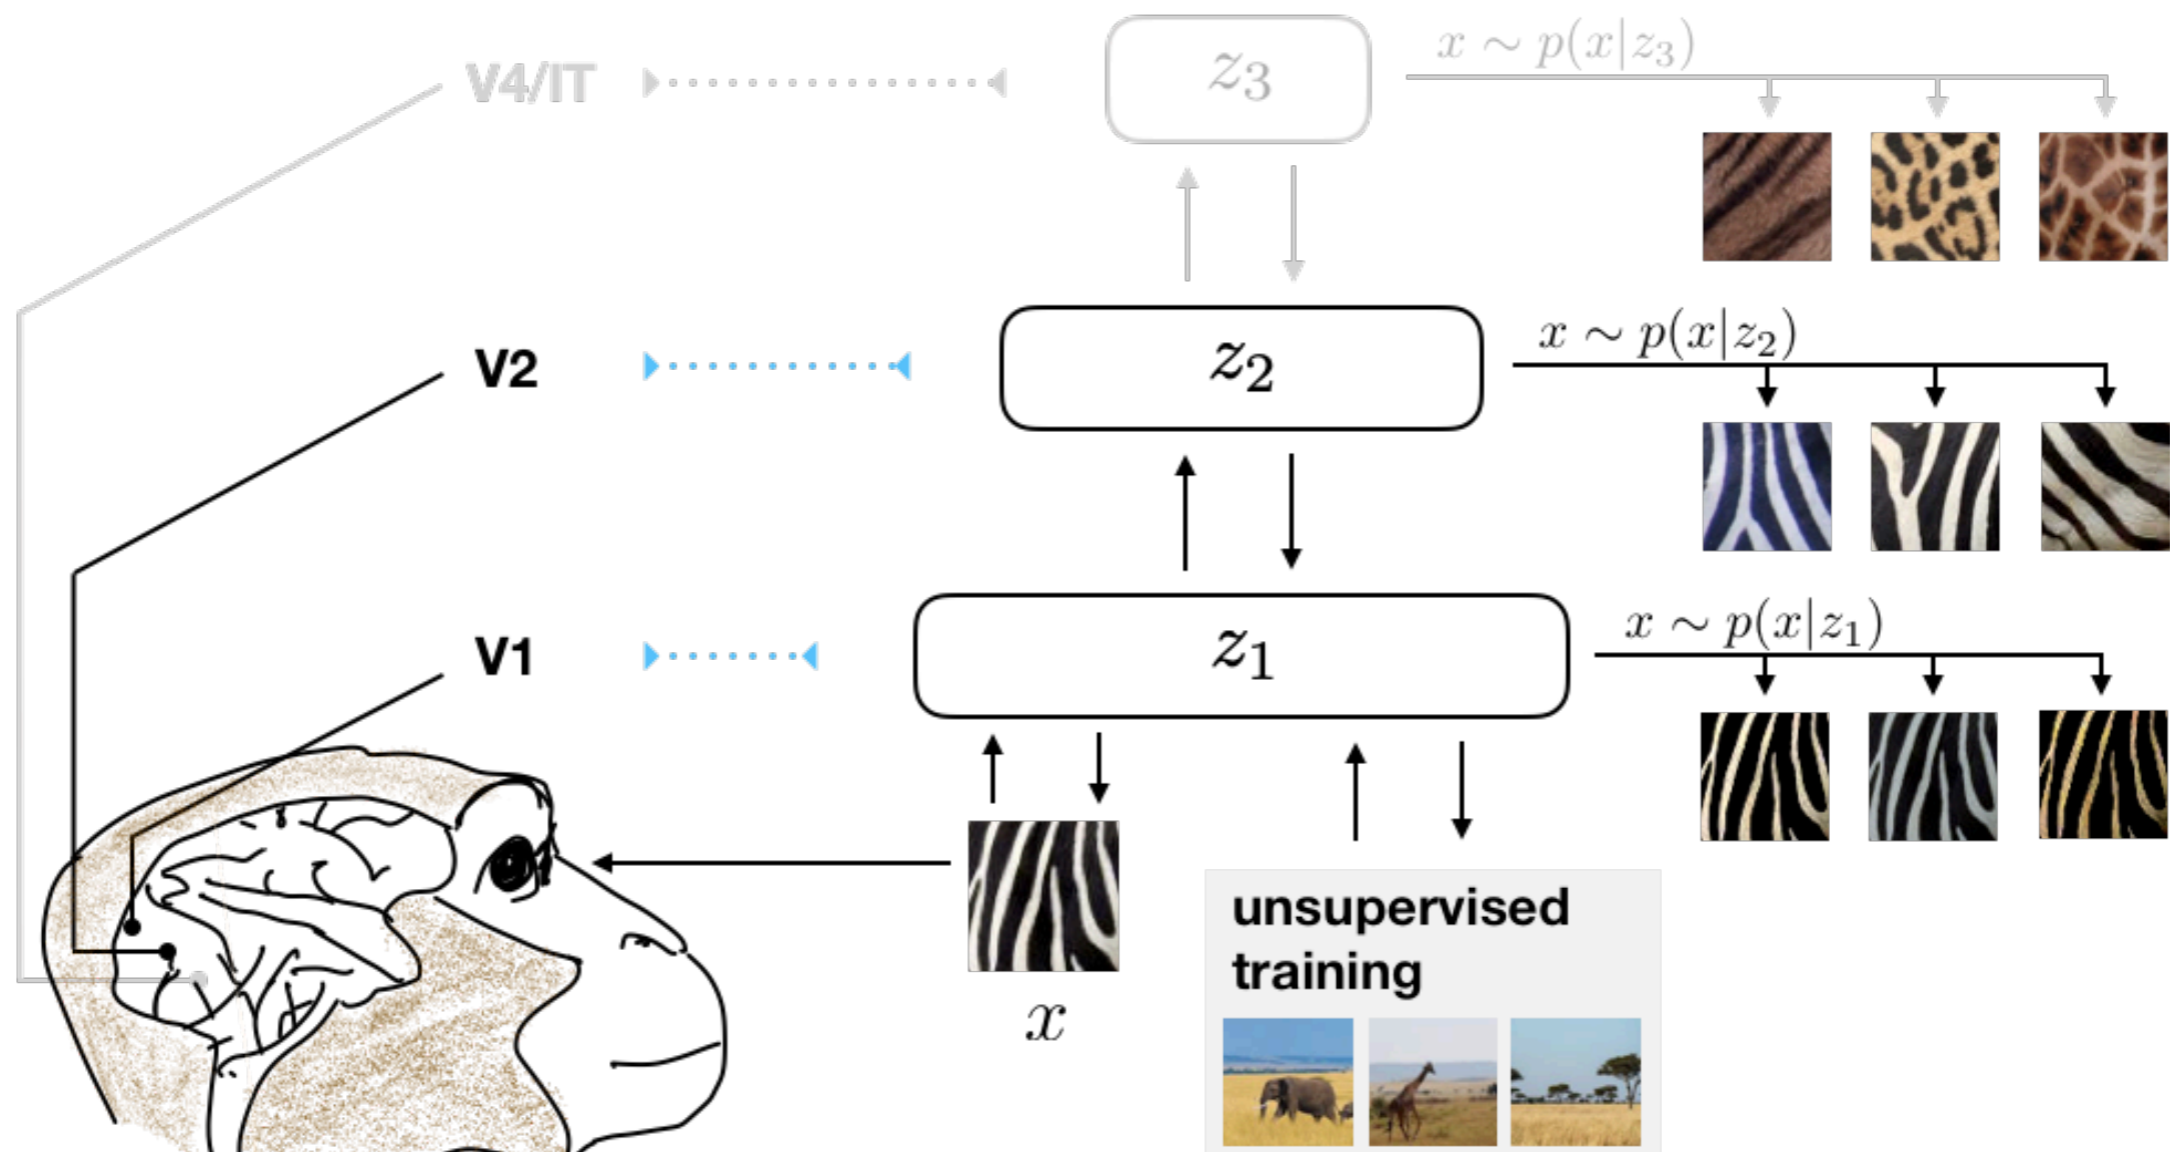 V4/IT
z₃
x ∼ p(x|z₃)
V2
z₂
x ∼ p(x|z₂)
V1
z₁
x ∼ p(x|z₁)
x
unsupervised
training